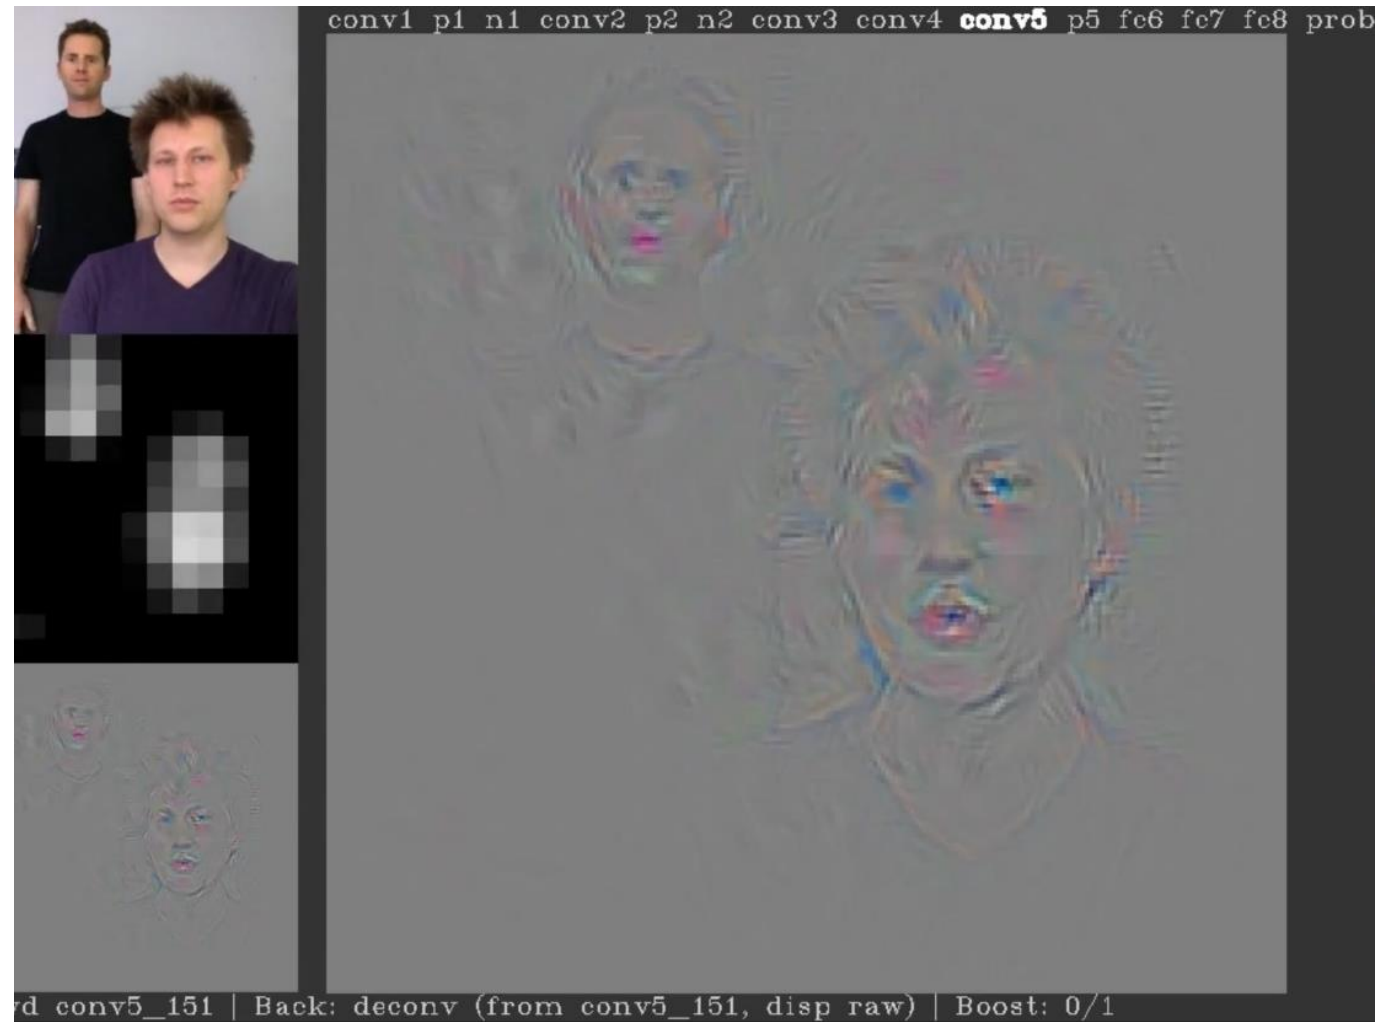 conv1 p1 n1 conv2 p2 n2 conv3 conv4 conv5 p5 fc6 fc7 fc8 prob
d conv5_151 | Back: deconv (from conv5_151, disp raw) | Boost: 0/1